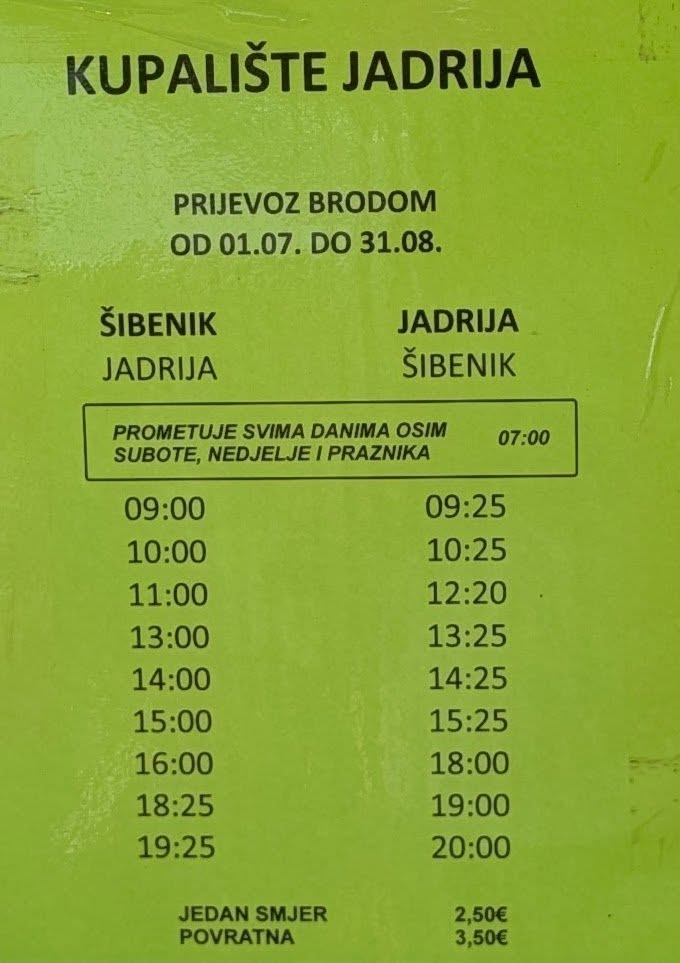 KUPALIŠTE JADRIJA
PRIJEVOZ BRODOM
OD 01.07. DO 31.08.
ŠIBENIK JADRIJA
JADRIJA ŠIBENIK
PROMETUJE SVIMA DANIMA OSIM 07:00
SUBOTE, NEDJELJE I PRAZNIKA
09:00 09:25
10:00 10:25
11:00 12:20
13:00 13:25
14:00 14:25
15:00 15:25
16:00 18:00
18:25 19:00
19:25 20:00
JEDAN SMJER 2,50€
POVRATNA 3,50€